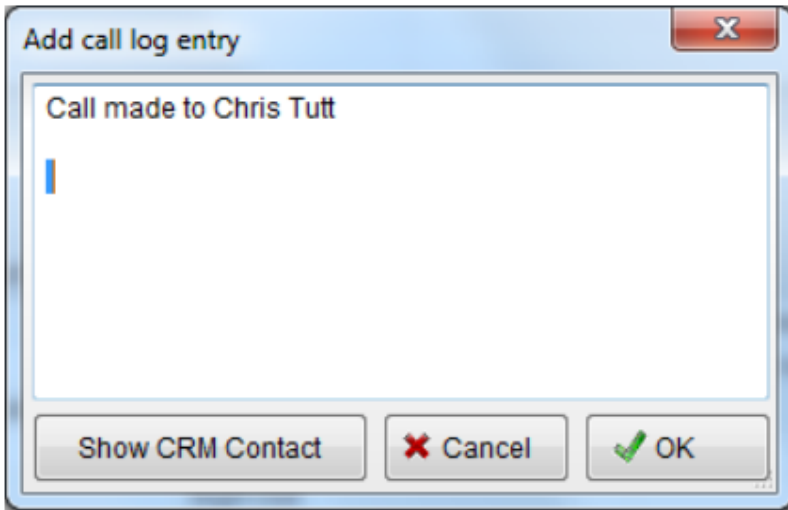 Add call log entry
Call made to Chris Tutt
Show CRM Contact
Cancel
OK